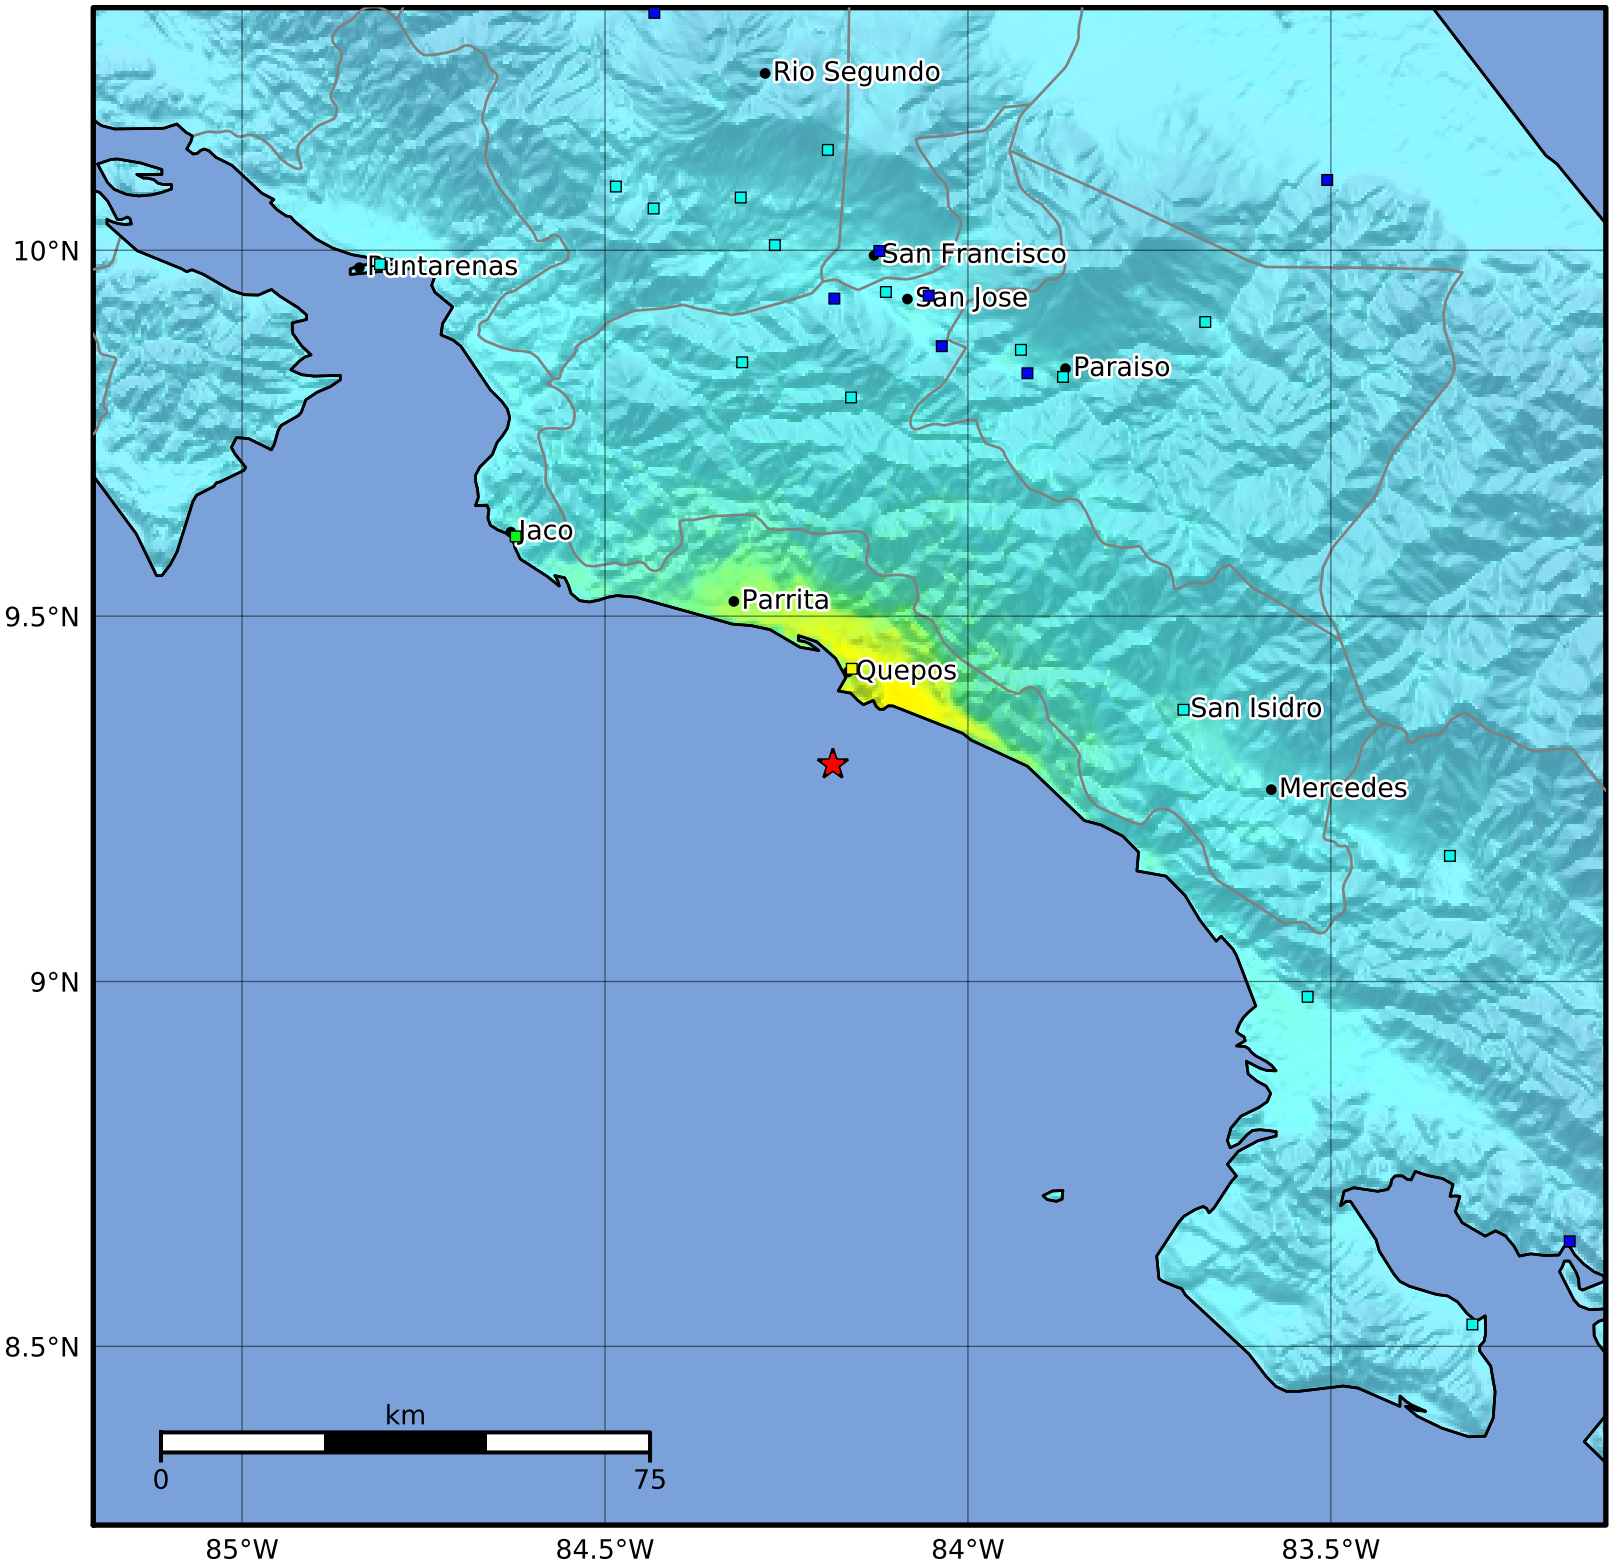 Rio Segundo
10°N
San Francisco
Puntarenas
San Jose
Paraiso
Jaco
Parrita
9.5°N
Quepos
San Isidro
Mercedes
9°N
8.5°N
km
0
75
85°W
84.5°W
84°W
83.5°W